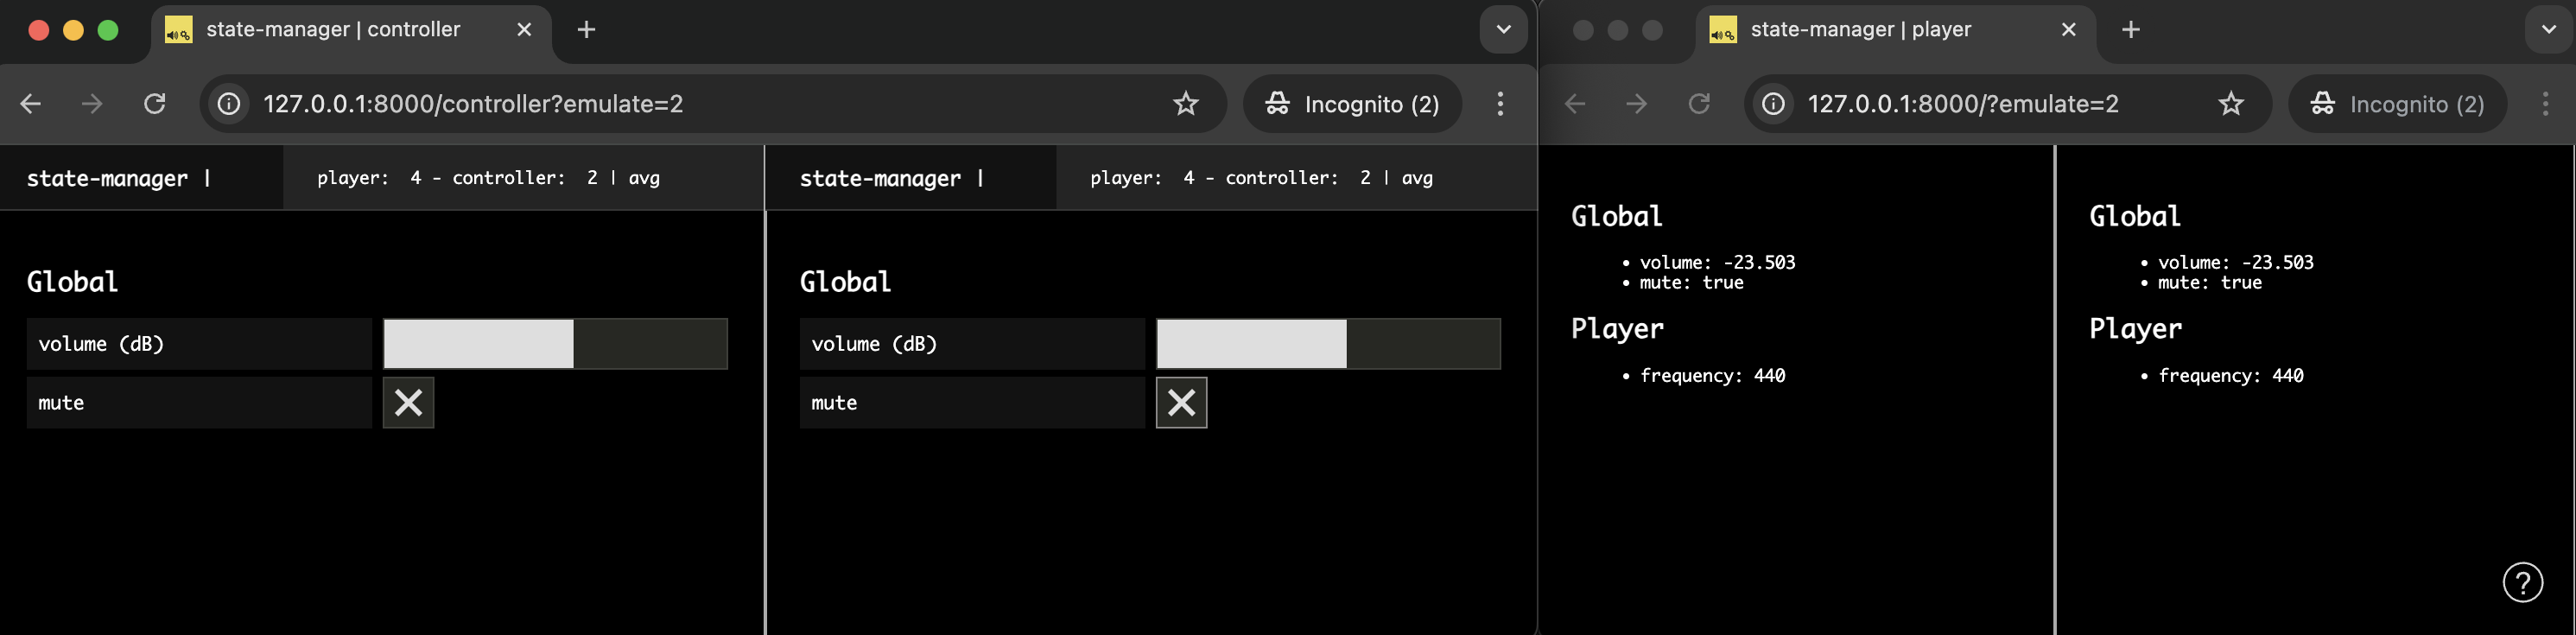 state-manager | controller
127.0.0.1:8000/controller?emulate=2
Incognito (2)
state-manager |
player: 4 - controller: 2 | avg
Global
volume (dB)
mute
state-manager |
player: 4 - controller: 2 | avg
Global
volume (dB)
mute
state-manager | player
127.0.0.1:8000/?emulate=2
Incognito (2)
Global
• volume: -23.503
• mute: true
Player
• frequency: 440
Global
• volume: -23.503
• mute: true
Player
• frequency: 440
?